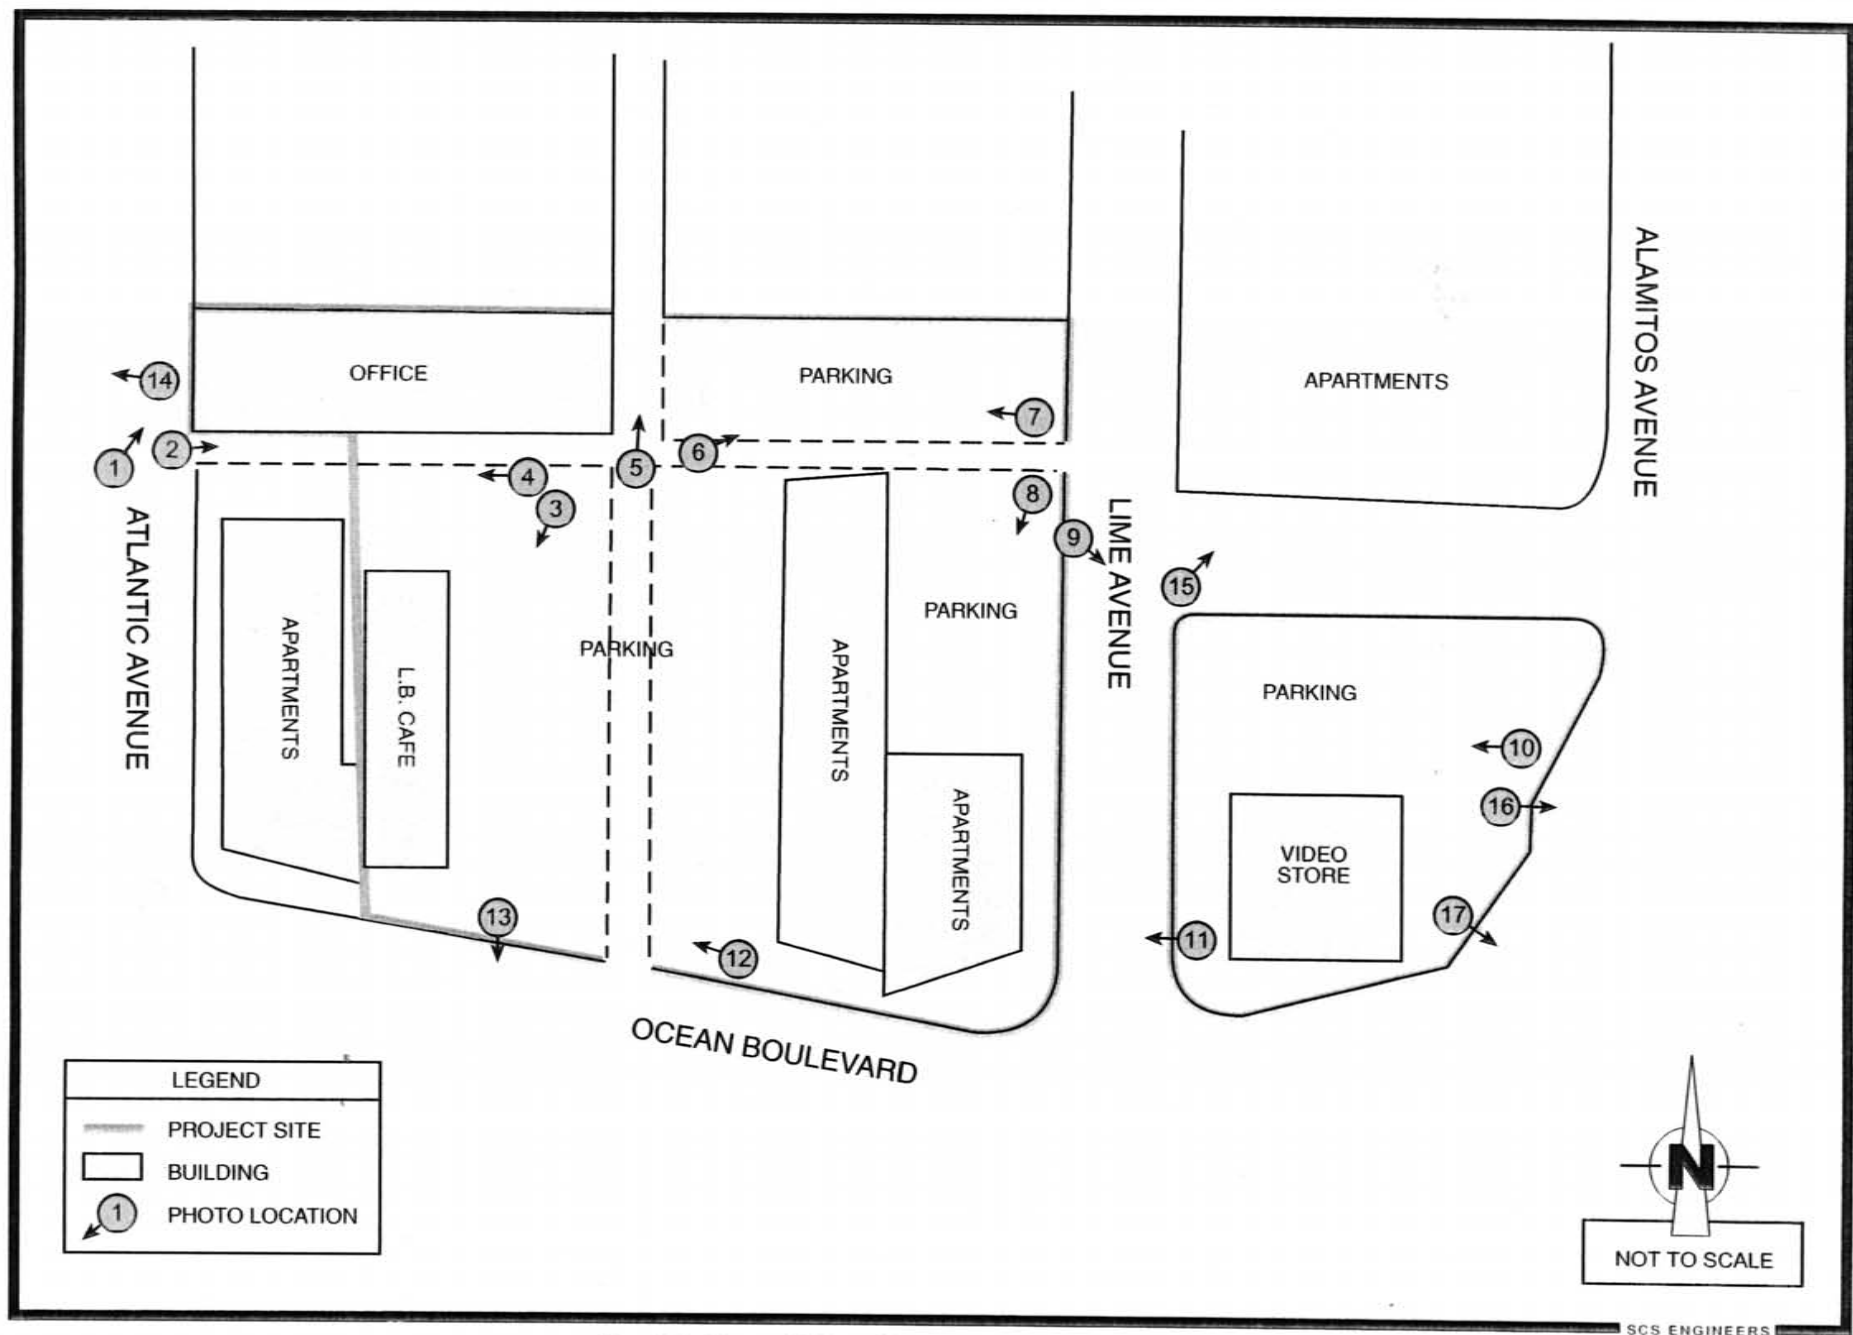 ALAMITOS AVENUE
OFFICE
PARKING
APARTMENTS
14
7
1
2
6
5
4
3
8
9
15
ATLANTIC AVENUE
LIME AVENUE
APARTMENTS
L.B. CAFE
PARKING
APARTMENTS
PARKING
APARTMENTS
PARKING
10
16
VIDEO
STORE
17
13
12
11
OCEAN BOULEVARD
LEGEND
PROJECT SITE
BUILDING
1
PHOTO LOCATION
N
NOT TO SCALE
SCS ENGINEERS